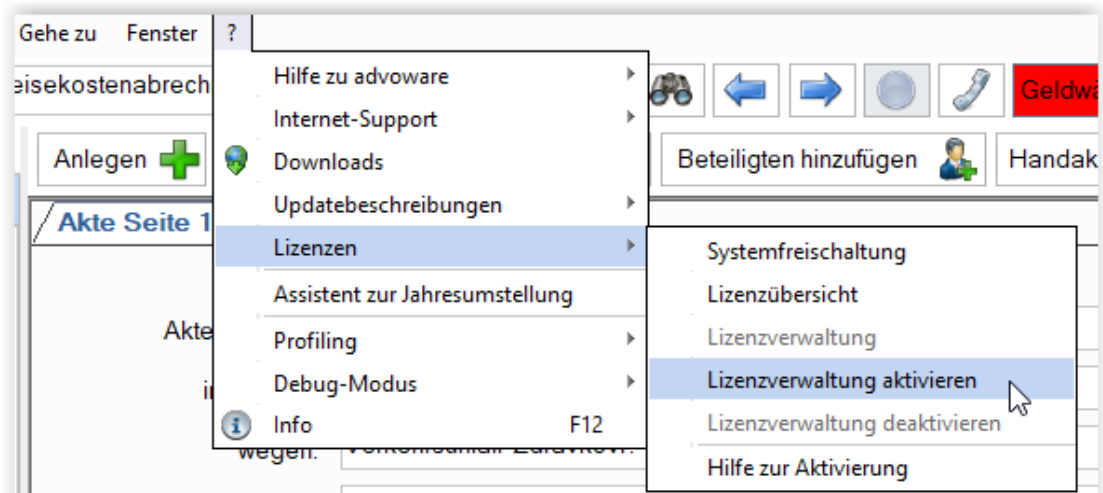 Gehe zu Fenster ?
eisekostenabrech
Geldwä
Anlegen
Beteiligten hinzufügen
Handak
Akte Seite 1
Akte
wegen:
Hilfe zu advoware
Internet-Support
Downloads
Updatebeschreibungen
Lizenzen
Assistent zur Jahresumstellung
Profiling
Debug-Modus
Info F12
Systemfreischaltung
Lizenzübersicht
Lizenzverwaltung
Lizenzverwaltung aktivieren
Lizenzverwaltung deaktivieren
Hilfe zur Aktivierung